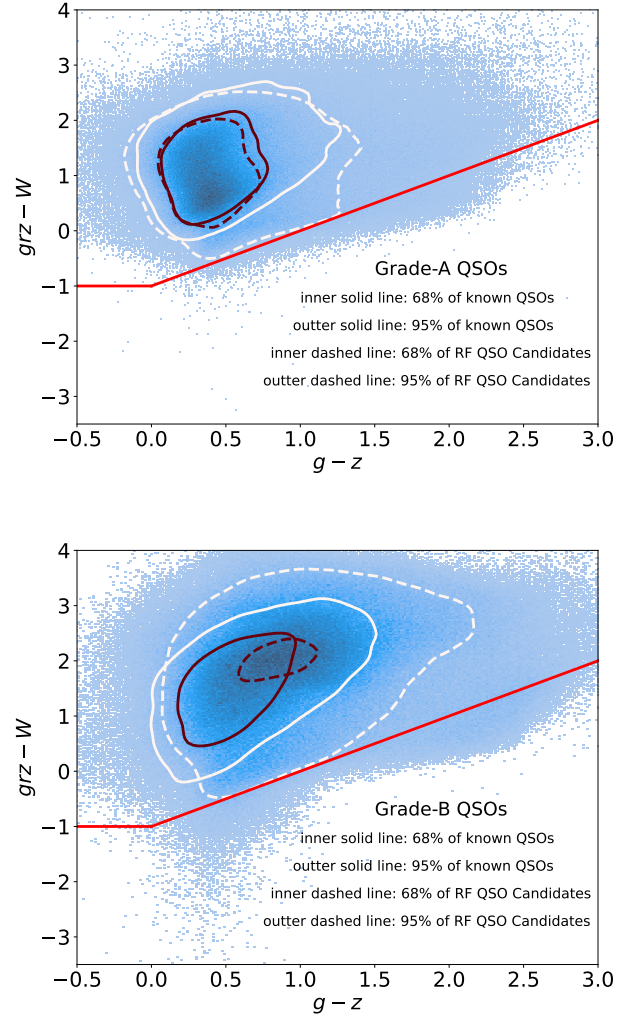 4
3
2
1
0
−1
−2
−3
grz − W
Grade-A QSOs
inner solid line: 68% of known QSOs
outter solid line: 95% of known QSOs
inner dashed line: 68% of RF QSO Candidates
outter dashed line: 95% of RF QSO Candidates
−0.5 0.0 0.5 1.0 1.5 2.0 2.5 3.0
g − z
4
3
2
1
0
−1
−2
−3
grz − W
Grade-B QSOs
inner solid line: 68% of known QSOs
outter solid line: 95% of known QSOs
inner dashed line: 68% of RF QSO Candidates
outter dashed line: 95% of RF QSO Candidates
−0.5 0.0 0.5 1.0 1.5 2.0 2.5 3.0
g − z